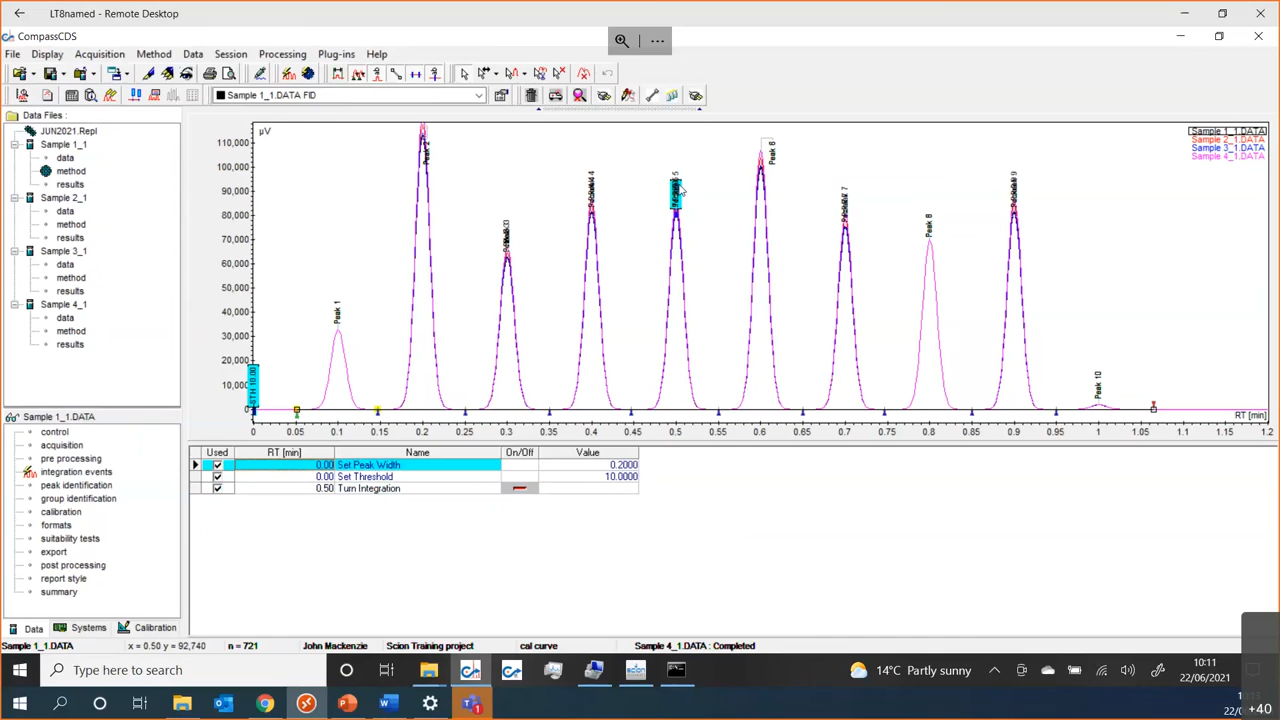 LT8named - Remote Desktop
CompassCDS
File Display Acquisition Method Data Session Processing Plug-ins Help
Sample 1_1.DATA FID
Data Files :
JUN2021.Repl
Sample 1_1
data
method
results
Sample 2_1
data
method
results
Sample 3_1
data
method
results
Sample 4_1
data
method
results
Sample 1_1.DATA
control
acquisition
pre processing
integration events
peak identification
group identification
calibration
formats
suitability tests
export
post processing
report style
summary
Data Systems Calibration
µV
110,000
100,000
90,000
80,000
70,000
60,000
50,000
40,000
30,000
20,000
10,000
0
Peak 1
Peak 2
Peak 6
Peak 8
Peak 10
Sample 1_1.DATA
Sample 2_1.DATA
Sample 3_1.DATA
Sample 4_1.DATA
RT [min]
0 0.05 0.1 0.15 0.2 0.25 0.3 0.35 0.4 0.45 0.5 0.55 0.6 0.65 0.7 0.75 0.8 0.85 0.9 0.95 1 1.05 1.1 1.15 1.2
Used RT [min] Name On/Off Value
0.00 Set Peak Width 0.2000
0.00 Set Threshold 10.0000
0.50 Turn Integration
Sample 1_1.DATA x = 0.50 y = 92,740 n = 721 John Mackenzie Scion Training project cal curve Sample 4_1.DATA : Completed
Type here to search
14°C Partly sunny
10:11
22/06/2021
+40